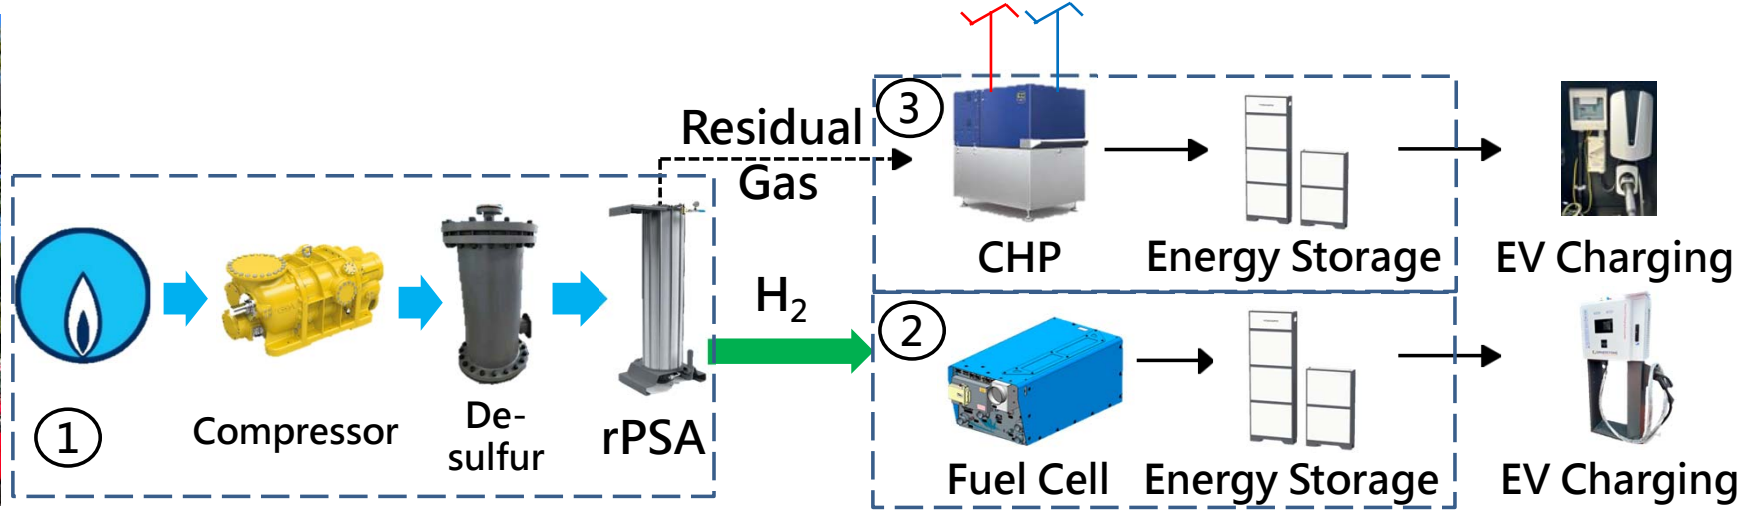 Residual
Gas
3
CHP
Energy Storage
EV Charging
H₂
2
Fuel Cell
Energy Storage
EV Charging
1
Compressor
De-
sulfur
rPSA